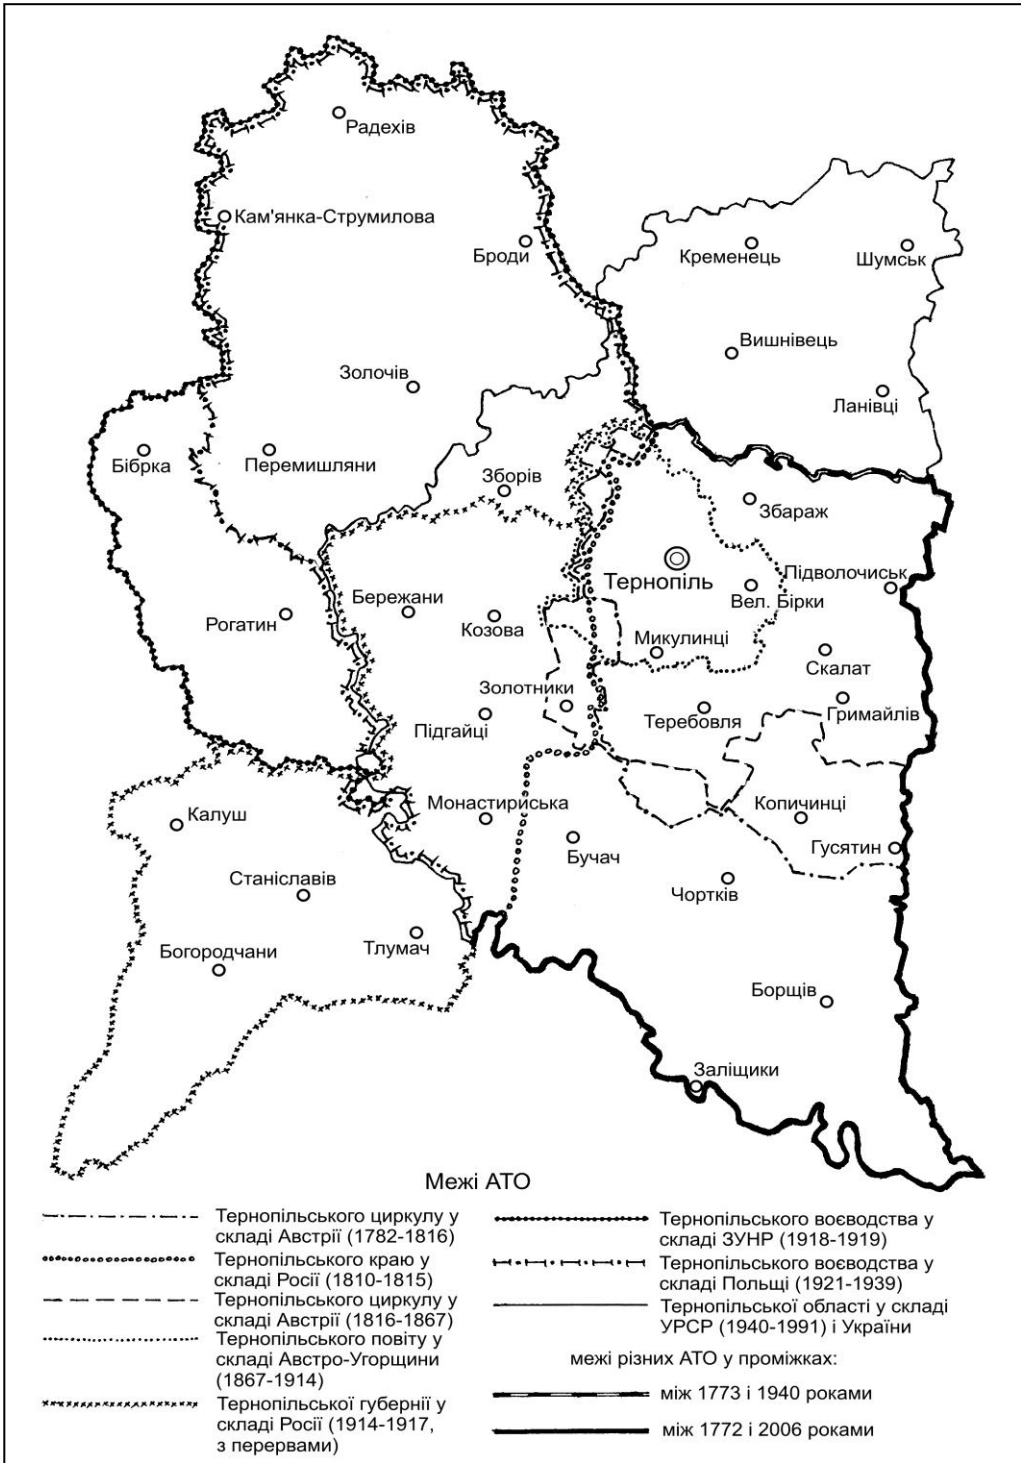 Радехів
Кам'янка-Струмилова
Броди
Кременець
Шумськ
Вишнівець
Золочів
Ланівці
Бібрка
Перемишляни
Зборів
Збараж
Тернопіль
Підволочиськ
Бережани
Вел. Бірки
Рогатин
Козова
Микулинці
Скалат
Золотники
Теребовля
Гримайлів
Підгайці
Калуш
Монастириська
Копичинці
Бучач
Гусятин
Станіславів
Чортків
Богородчани
Тлумач
Борщів
Заліщики
Межі АТО
Тернопільського циркулу у
складі Австрії (1782-1816)
Тернопільського краю у
складі Росії (1810-1815)
Тернопільського циркулу у
складі Австрії (1816-1867)
Тернопільського повіту у
складі Австро-Угорщини
(1867-1914)
Тернопільської губернії у
складі Росії (1914-1917,
з перервами)
Тернопільського воєводства у
складі ЗУНР (1918-1919)
Тернопільського воєводства у
складі Польщі (1921-1939)
Тернопільської області у складі
УРСР (1940-1991) і України
межі різних АТО у проміжках:
між 1773 і 1940 роками
між 1772 і 2006 роками